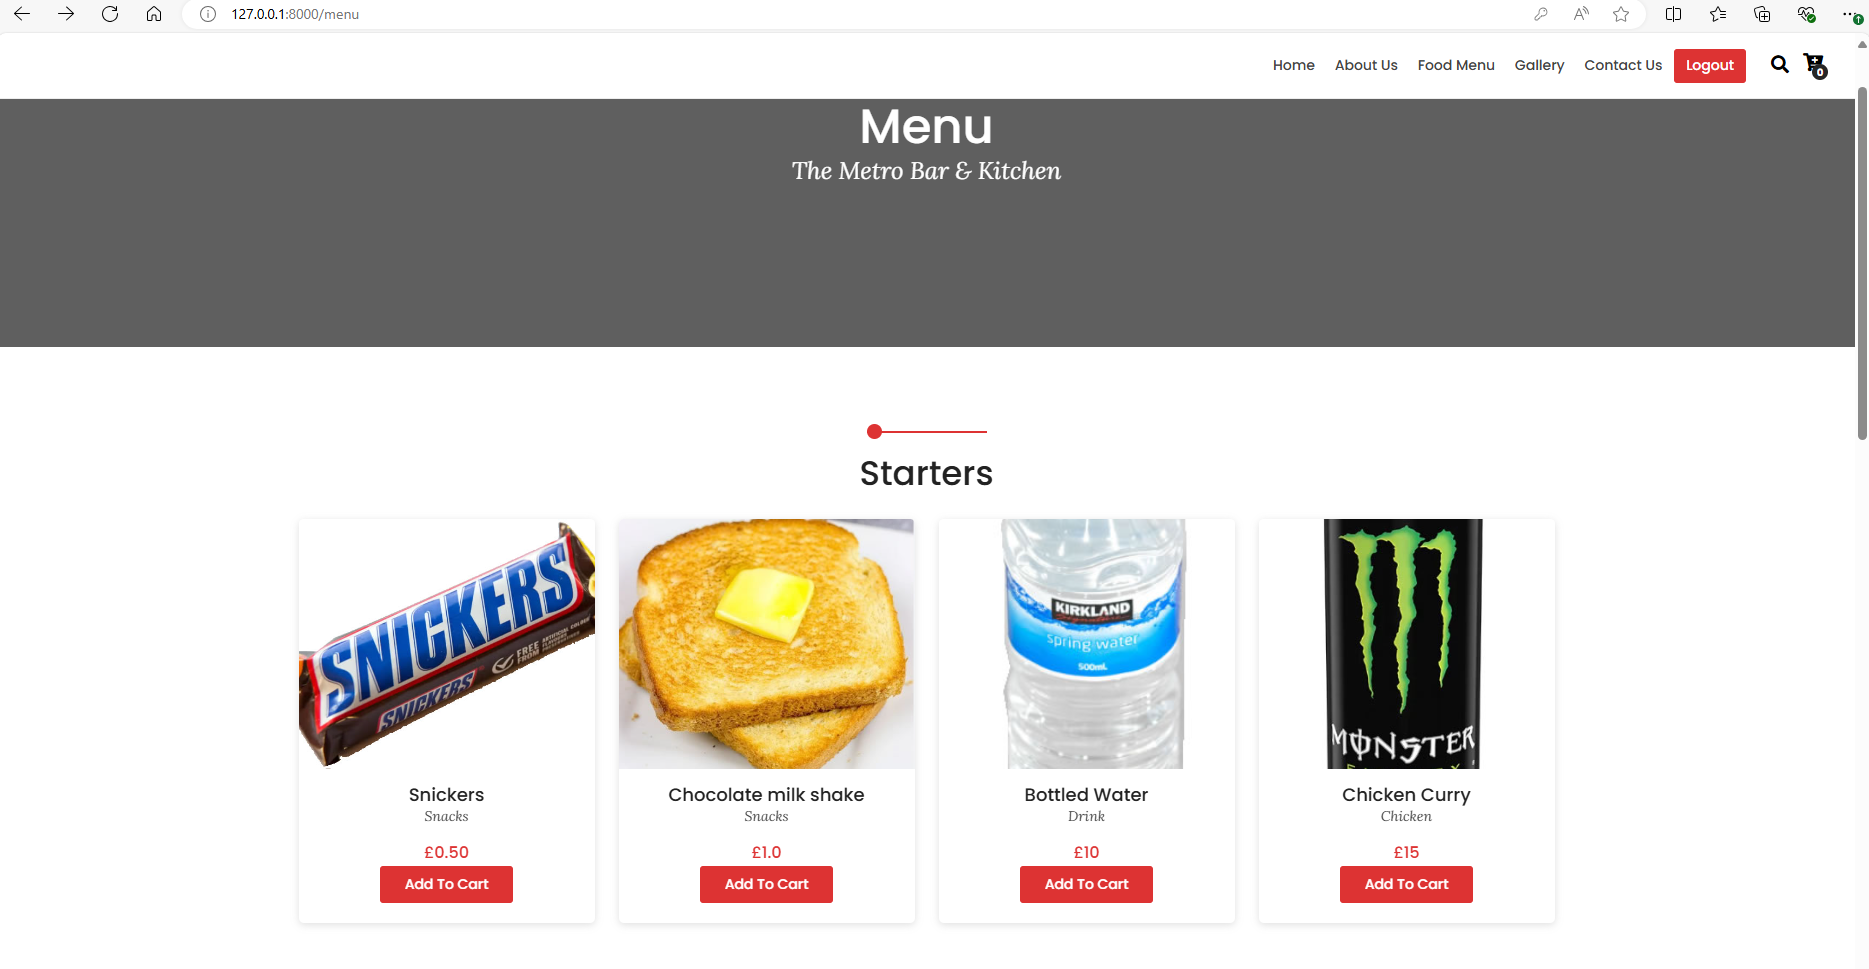 127.0.0.1:8000/menu
Home About Us Food Menu Gallery Contact Us Logout 0
Menu
The Metro Bar & Kitchen
Starters
SNICKERS
FREE FROM
SNICKERS
KIRKLAND
spring water
500mL
MONSTER
Snickers
Snacks
£0.50
Add To Cart
Chocolate milk shake
Snacks
£1.0
Add To Cart
Bottled Water
Drink
£10
Add To Cart
Chicken Curry
Chicken
£15
Add To Cart